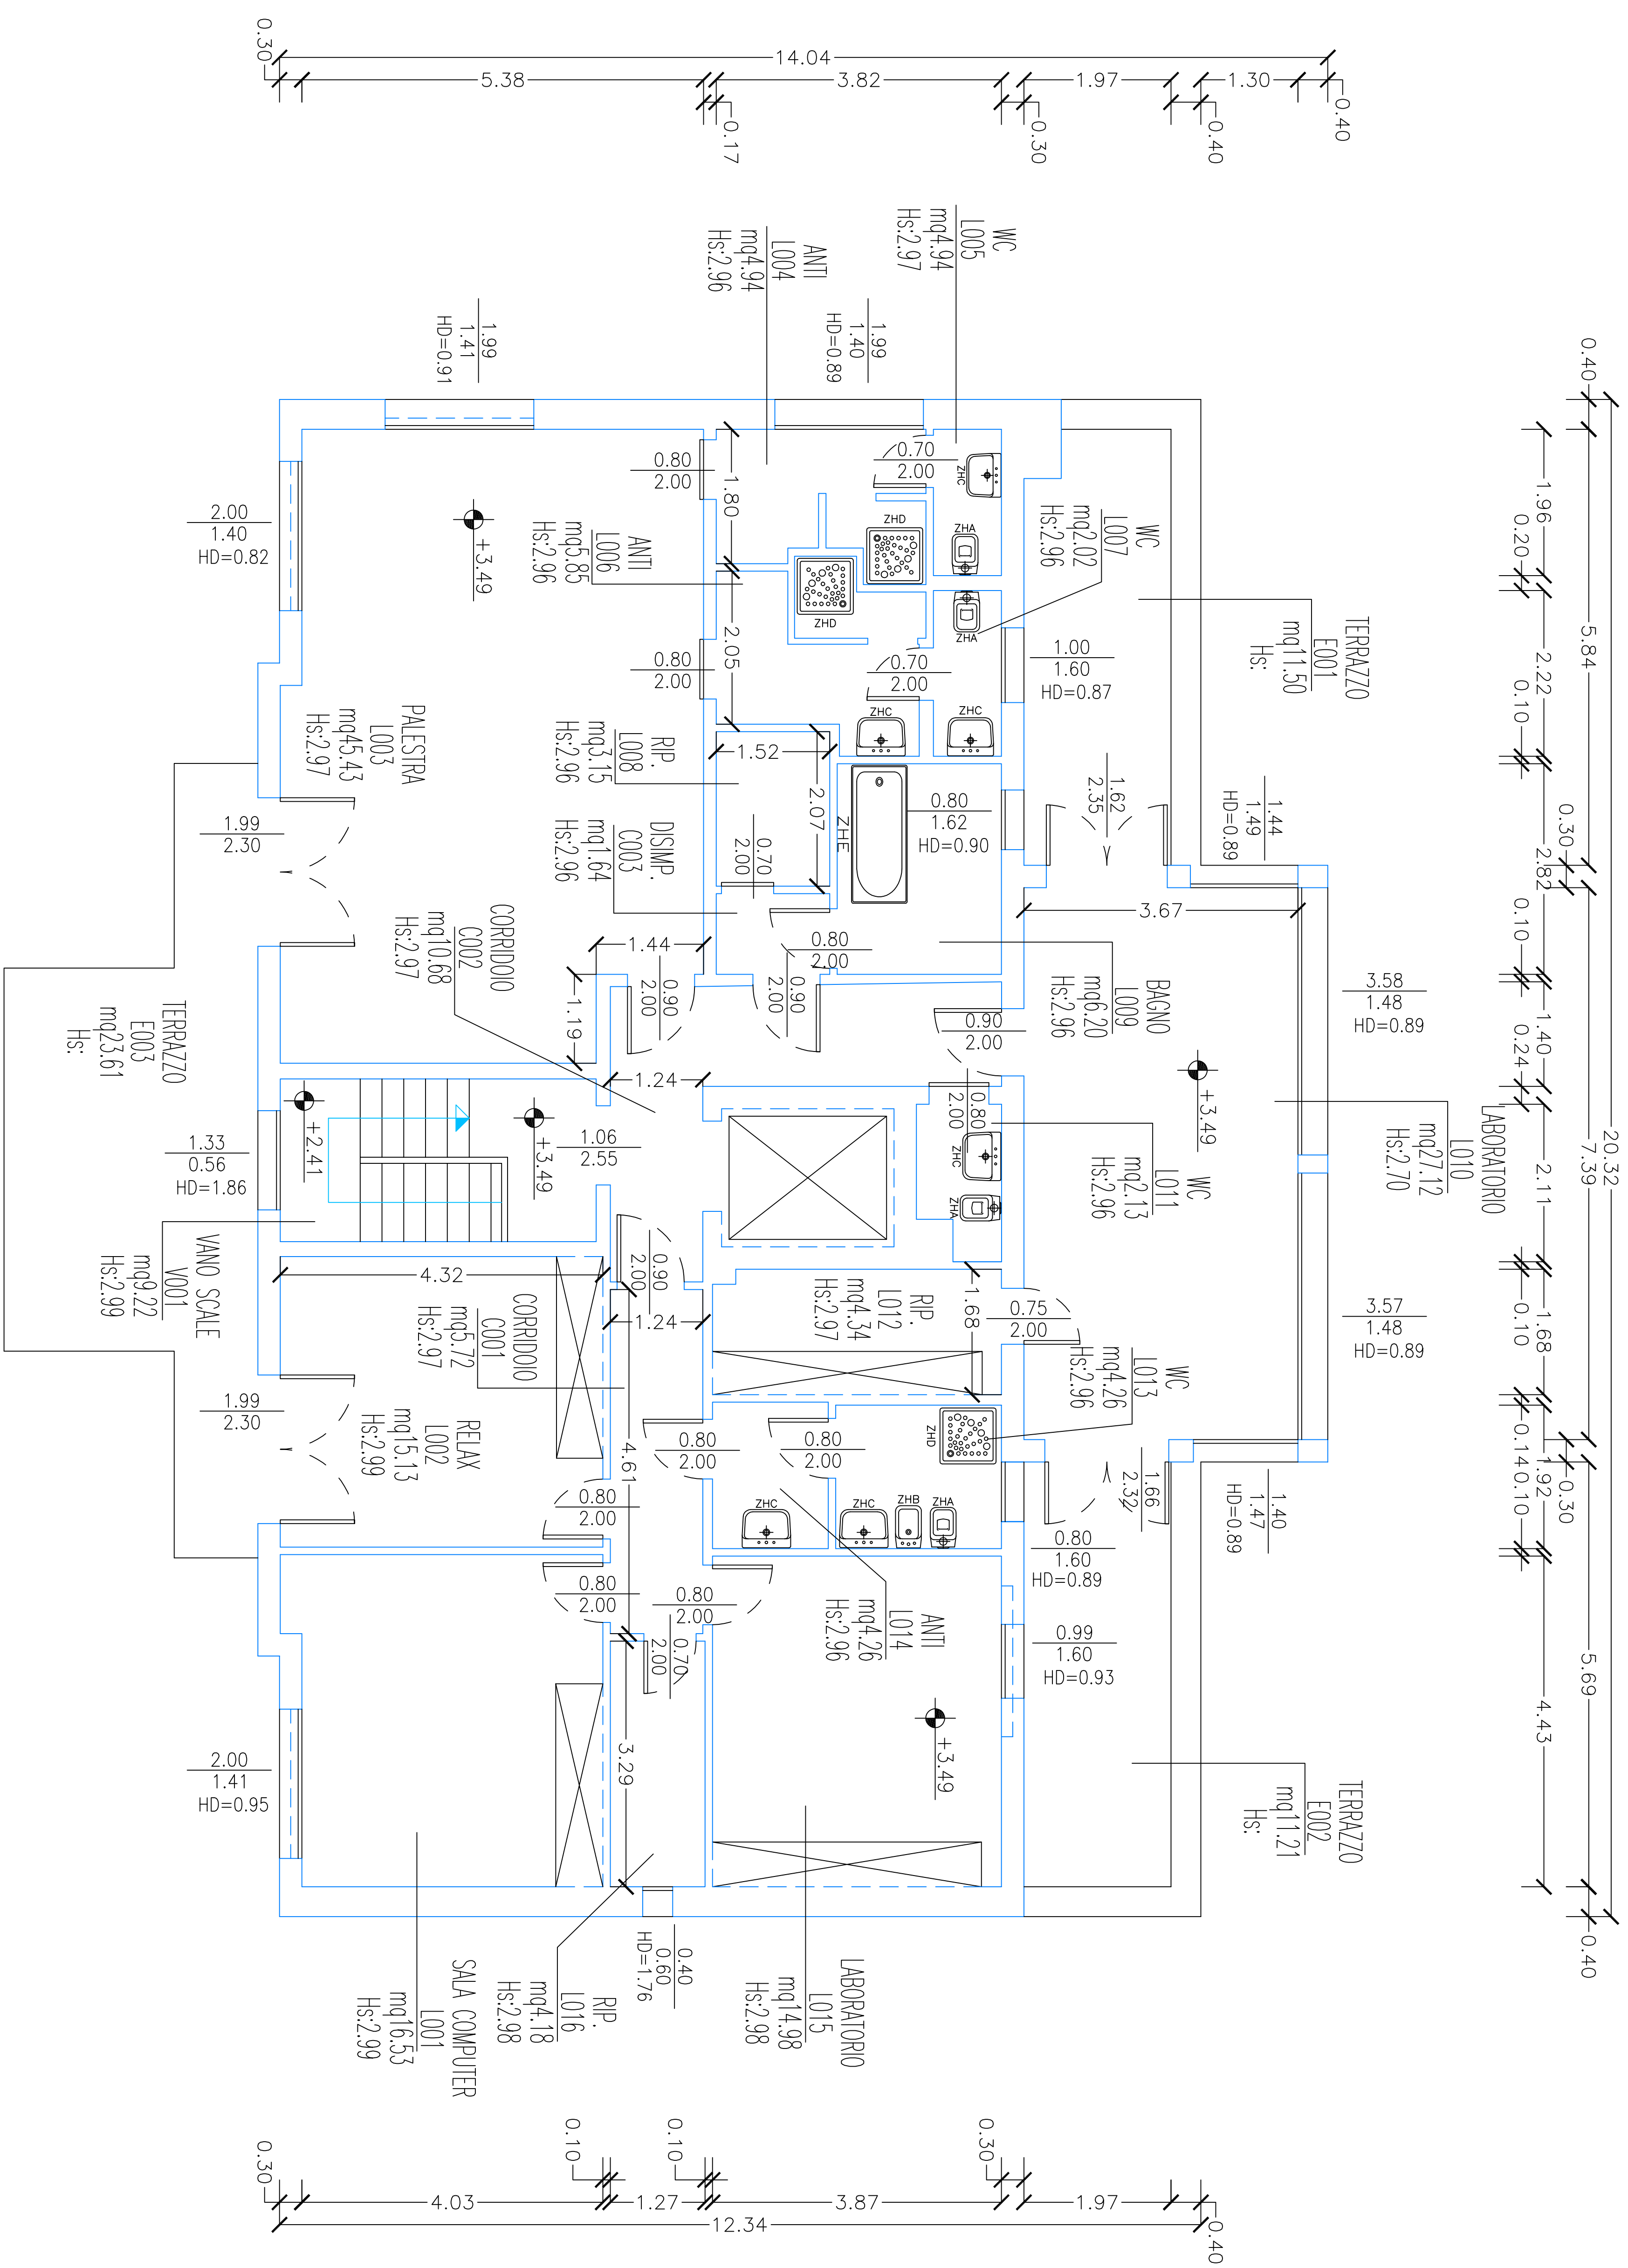 0.30
14.04
5.38
3.82
1.97
1.30
0.40
0.17
0.30
0.40
WC
L005
mq4.94
Hs:2.97
ANTI
L004
mq4.94
Hs:2.96
1.99
1.40
HD=0.89
1.99
1.41
HD=0.91
0.40
20.32
5.84
0.30
7.39
0.30
5.69
0.40
1.96
0.20
2.22
0.10
2.82
0.10
1.40
0.24
2.11
0.10
1.68
0.10
0.14
1.92
0.10
4.43
0.70
2.00
ZHC
ZHA
ZHD
ZHD
ZHA
0.80
2.00
1.80
WC
L007
mq2.02
Hs:2.96
TERRAZZO
E001
mq11.50
Hs:
2.00
1.40
HD=0.82
+3.49
ANTI
L006
mq5.85
Hs:2.96
0.80
2.00
2.05
0.70
2.00
ZHC
ZHC
1.00
1.60
HD=0.87
PALESTRA
L003
mq45.43
Hs:2.97
RIP.
L008
mq3.15
Hs:2.96
1.52
2.07
ZHE
0.80
1.62
HD=0.90
1.62
2.35
1.44
1.49
HD=0.89
1.99
2.30
DISIMP.
C003
mq1.64
Hs:2.96
0.70
2.00
0.80
2.00
3.67
CORRIDOIO
C002
mq10.68
Hs:2.97
1.44
0.90
2.00
0.90
2.00
1.19
BAGNO
L009
mq6.20
Hs:2.96
0.90
2.00
3.58
1.48
HD=0.89
TERRAZZO
E003
mq23.61
Hs:
+2.41
+3.49
1.24
1.06
2.55
0.80
2.00
ZHC
ZHA
WC
L011
mq2.13
Hs:2.96
+3.49
LABORATORIO
L010
mq27.12
Hs:2.70
1.33
0.56
HD=1.86
VANO SCALE
V001
mq9.22
Hs:2.99
4.32
0.90
2.00
1.24
CORRIDOIO
C001
mq5.72
Hs:2.97
RIP.
L012
mq4.34
Hs:2.97
1.68
0.75
2.00
3.57
1.48
HD=0.89
WC
L013
mq4.26
Hs:2.96
1.99
2.30
RELAX
L002
mq15.13
Hs:2.99
4.61
0.80
2.00
0.80
2.00
ZHD
1.66
2.32
1.40
1.47
HD=0.89
0.80
2.00
ZHC
ZHC
ZHB
ZHA
0.80
1.60
HD=0.89
0.80
2.00
0.80
2.00
0.70
2.00
ANTI
L014
mq4.26
Hs:2.96
0.99
1.60
HD=0.93
2.00
1.41
HD=0.95
3.29
+3.49
TERRAZZO
E002
mq11.21
Hs:
0.40
0.60
HD=1.76
SALA COMPUTER
L001
mq16.53
Hs:2.99
RIP.
L016
mq4.18
Hs:2.98
LABORATORIO
L015
mq14.98
Hs:2.98
0.30
4.03
0.10
1.27
0.10
3.87
0.30
1.97
0.40
12.34